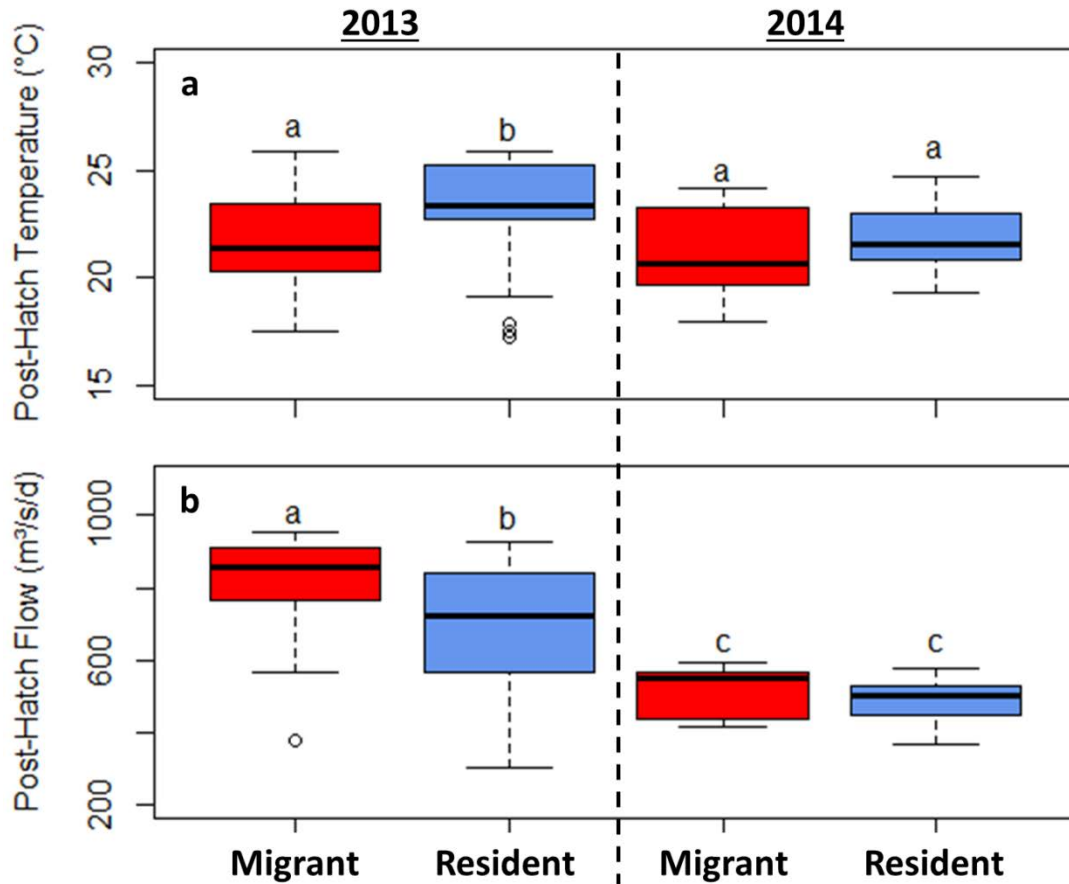 2013 2014
Post-Hatch Temperature (°C)
30
25
20
15
a
a b a a
Post-Hatch Flow (m³/s/d)
1000
600
200
b
a b c c
Migrant Resident Migrant Resident